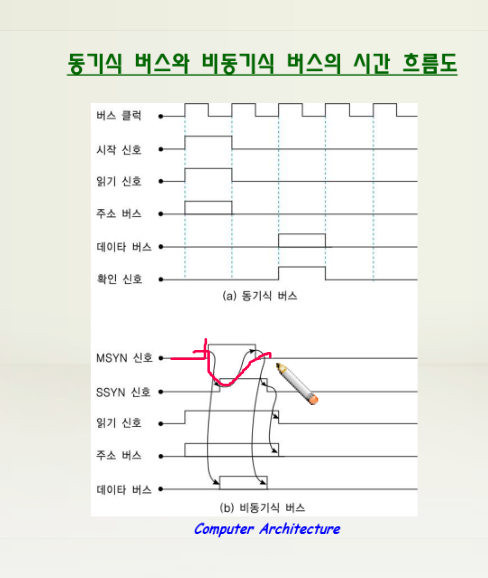 동기식 버스와 비동기식 버스의 시간 흐름도
버스 클럭
시작 신호
읽기 신호
주소 버스
데이타 버스
확인 신호
(a) 동기식 버스
MSYN 신호
SSYN 신호
읽기 신호
주소 버스
데이타 버스
(b) 비동기식 버스
Computer Architecture